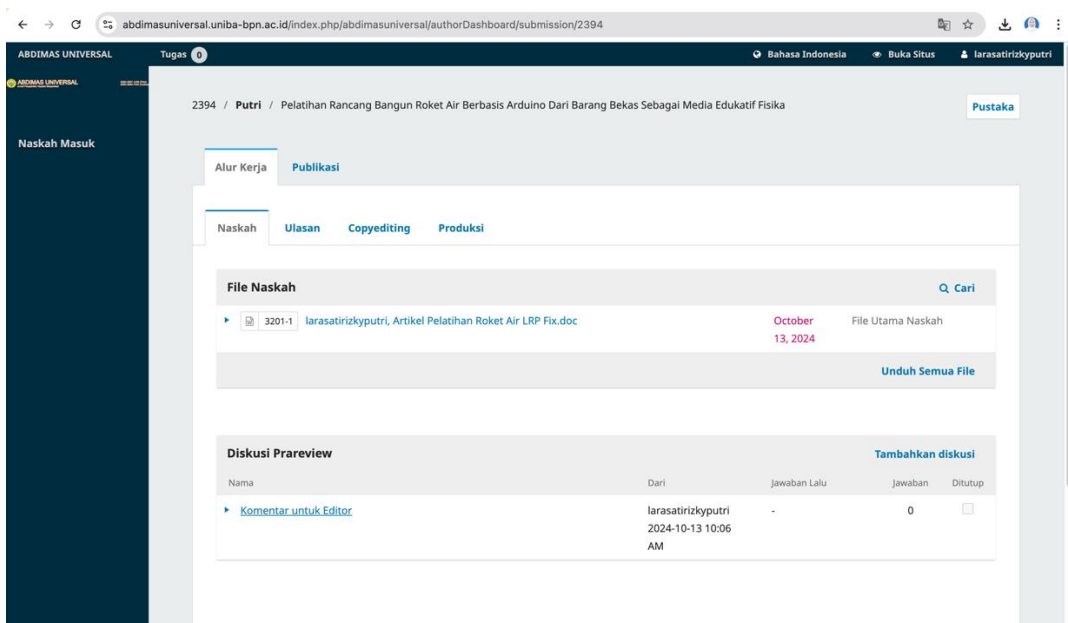 abdimasuniversal.uniba-bpn.ac.id/index.php/abdimasuniversal/authorDashboard/submission/2394
ABDIMAS UNIVERSAL
Tugas 0
Bahasa Indonesia
Buka Situs
larasatirizkyputri
ABDIMAS UNIVERSAL
2394 / Putri / Pelatihan Rancang Bangun Roket Air Berbasis Arduino Dari Barang Bekas Sebagai Media Edukatif Fisika
Pustaka
Naskah Masuk
Alur Kerja
Publikasi
Naskah
Ulasan
Copyediting
Produksi
File Naskah
Cari
3201-1
larasatirizkyputri, Artikel Pelatihan Roket Air LRP Fix.doc
October
13, 2024
File Utama Naskah
Unduh Semua File
Diskusi Prareview
Tambahkan diskusi
Nama
Dari
Jawaban Lalu
Jawaban
Ditutup
Komentar untuk Editor
larasatirizkyputri
2024-10-13 10:06
AM
-
0